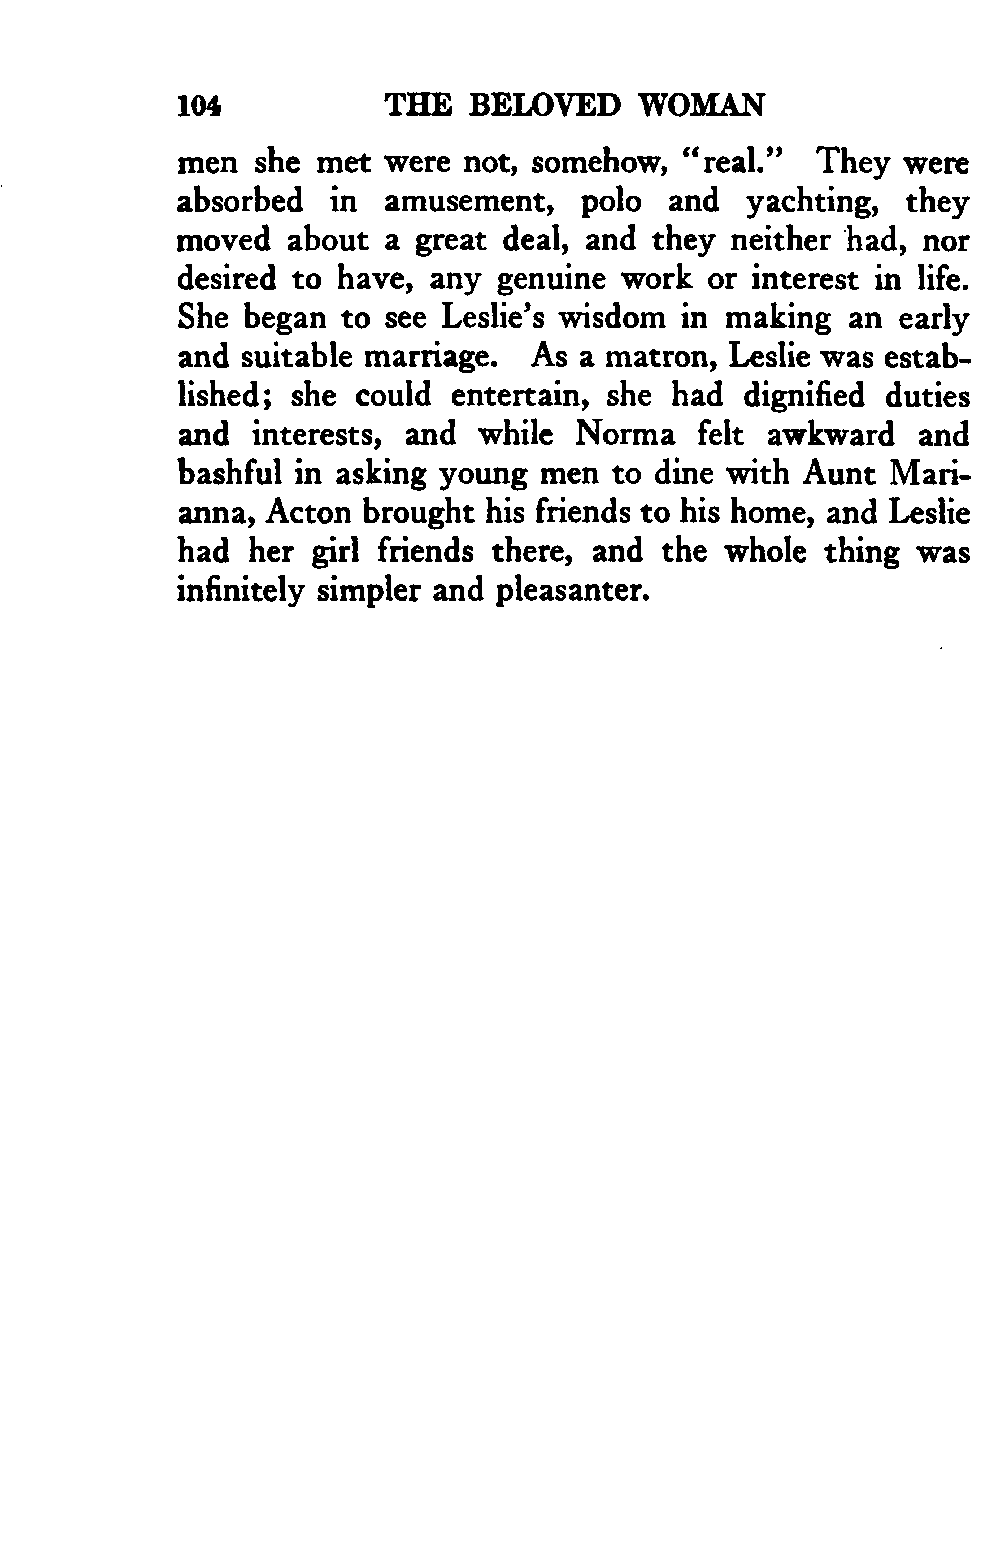 104 THE BELOVED WOMAN
men she met were not, somehow, “real.” They were
absorbed in amusement, polo and yachting, they
moved about a great deal, and they neither had, nor
desired to have, any genuine work or interest in life.
She began to see Leslie’s wisdom in making an early
and suitable marriage. As a matron, Leslie was estab-
lished; she could entertain, she had dignified duties
and interests, and while Norma felt awkward and
bashful in asking young men to dine with Aunt Mari-
anna, Acton brought his friends to his home, and Leslie
had her girl friends there, and the whole thing was
infinitely simpler and pleasanter.